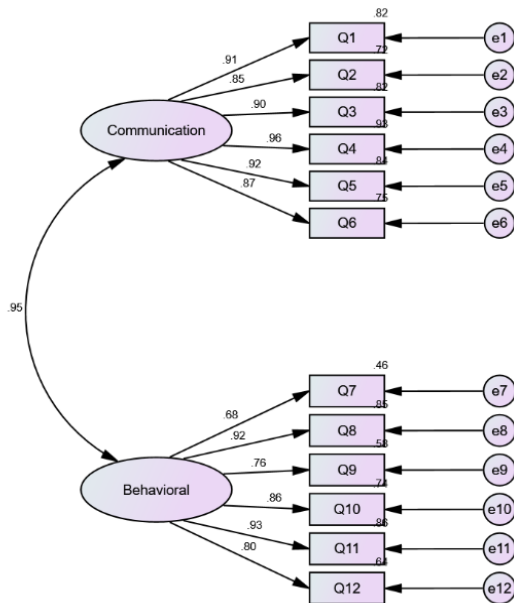 .82
Q1
e1
.91
.72
Q2
e2
.85
.82
Q3
e3
.90
.93
Communication
Q4
e4
.96
.84
Q5
e5
.92
.75
Q6
e6
.87
.95
.46
Q7
e7
.68
.85
Q8
e8
.92
.58
Q9
e9
.76
.74
Behavioral
Q10
e10
.86
.86
Q11
e11
.93
.64
Q12
e12
.80